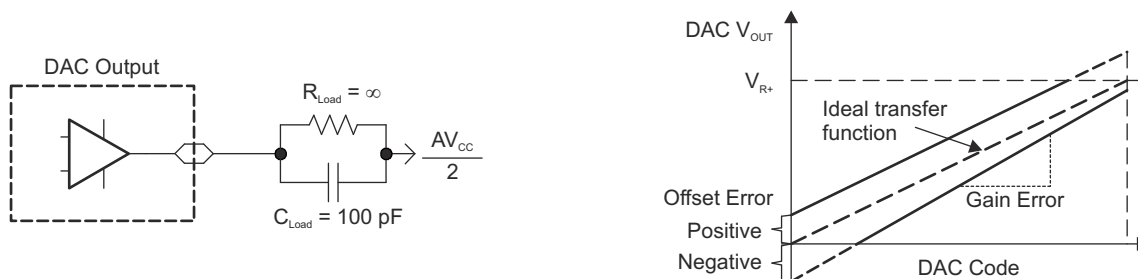 DAC Output
R_Load = ∞
C_Load = 100 pF
AV_CC
2
DAC V_OUT
V_R+
Ideal transfer
function
Offset Error
Positive
Negative
Gain Error
DAC Code